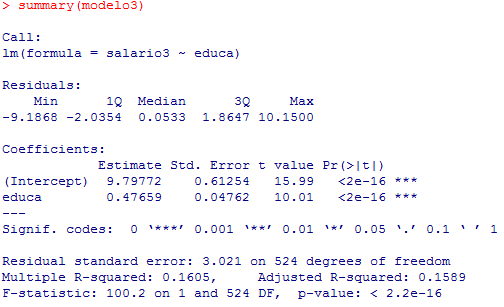 > summary(modelo3)
Call:
lm(formula = salario3 ~ educa)
Residuals:
Min 1Q Median 3Q Max
-9.1868 -2.0354 0.0533 1.8647 10.1500
Coefficients:
Estimate Std. Error t value Pr(>|t|)
(Intercept) 9.79772 0.61254 15.99 <2e-16 ***
educa 0.47659 0.04762 10.01 <2e-16 ***
---
Signif. codes: 0 ‘***’ 0.001 ‘**’ 0.01 ‘*’ 0.05 ‘.’ 0.1 ‘ ’ 1
Residual standard error: 3.021 on 524 degrees of freedom
Multiple R-squared: 0.1605, Adjusted R-squared: 0.1589
F-statistic: 100.2 on 1 and 524 DF, p-value: < 2.2e-16